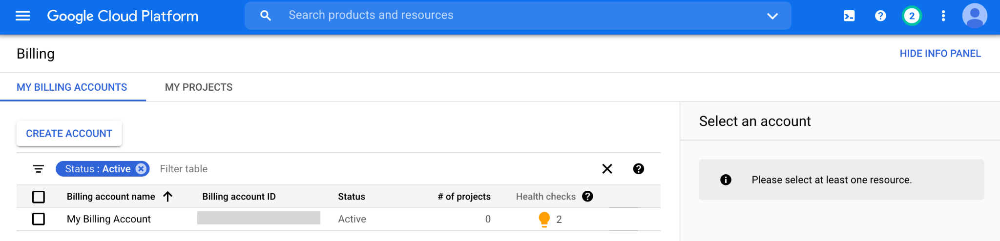 Google Cloud Platform
Search products and resources
2
Billing
HIDE INFO PANEL
MY BILLING ACCOUNTS
MY PROJECTS
CREATE ACCOUNT
Select an account
Status : Active
Filter table
Please select at least one resource.
Billing account name
Billing account ID
Status
# of projects
Health checks
My Billing Account
Active
0
2